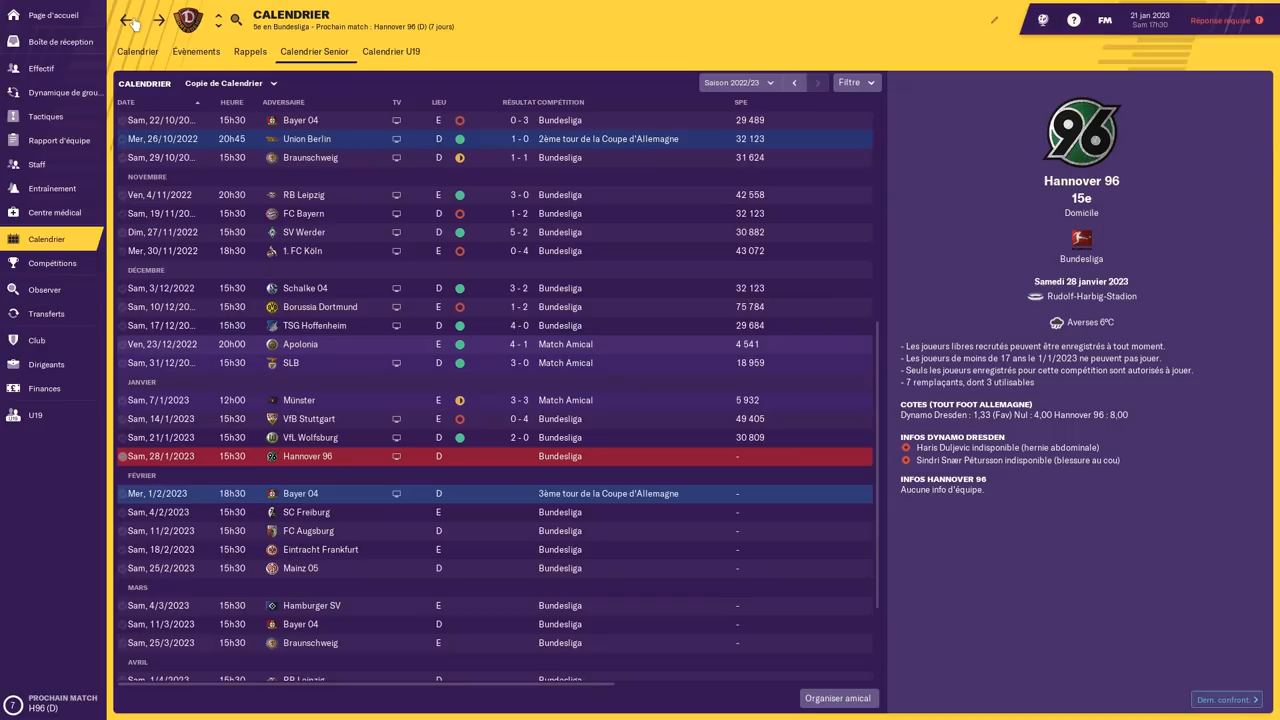 Page d'accueil
Boîte de réception
Effectif
Dynamique de grou...
Tactiques
Rapport d'équipe
Staff
Entraînement
Centre médical
Calendrier
Compétitions
Observer
Transferts
Club
Dirigeants
Finances
U19
7 PROCHAIN MATCH
H96 (D)
CALENDRIER
5e en Bundesliga - Prochain match : Hannover 96 (D) (7 jours)
Calendrier Évènements Rappels Calendrier Senior Calendrier U19
? FM 21 jan 2023 Réponse requise
Sam 17h30
CALENDRIER Copie de Calendrier Saison 2022/23 Filtre
DATE HEURE ADVERSAIRE TV LIEU RÉSULTAT COMPÉTITION SPE
Sam, 22/10/20... 15h30 Bayer 04 E 0 - 3 Bundesliga 29 489
Mer, 26/10/2022 20h45 Union Berlin D 1 - 0 2ème tour de la Coupe d'Allemagne 32 123
Sam, 29/10/20... 15h30 Braunschweig D 1 - 1 Bundesliga 31 624
NOVEMBRE
Ven, 4/11/2022 20h30 RB Leipzig E 3 - 0 Bundesliga 42 558
Sam, 19/11/20... 15h30 FC Bayern D 1 - 2 Bundesliga 32 123
Dim, 27/11/2022 15h30 SV Werder D 5 - 2 Bundesliga 30 882
Mer, 30/11/2022 18h30 1. FC Köln E 0 - 4 Bundesliga 43 072
DÉCEMBRE
Sam, 3/12/2022 15h30 Schalke 04 D 3 - 2 Bundesliga 32 123
Sam, 10/12/20... 15h30 Borussia Dortmund E 1 - 2 Bundesliga 75 784
Sam, 17/12/20... 15h30 TSG Hoffenheim D 4 - 0 Bundesliga 29 684
Ven, 23/12/2022 20h00 Apolonia E 4 - 1 Match Amical 4 541
Sam, 31/12/20... 15h30 SLB D 3 - 0 Match Amical 18 959
JANVIER
Sam, 7/1/2023 12h00 Münster E 3 - 3 Match Amical 5 932
Sam, 14/1/2023 15h30 VfB Stuttgart E 0 - 4 Bundesliga 49 405
Sam, 21/1/2023 15h30 VfL Wolfsburg D 2 - 0 Bundesliga 30 809
Sam, 28/1/2023 15h30 Hannover 96 D Bundesliga -
FÉVRIER
Mer, 1/2/2023 18h30 Bayer 04 D 3ème tour de la Coupe d'Allemagne -
Sam, 4/2/2023 15h30 SC Freiburg E Bundesliga -
Sam, 11/2/2023 15h30 FC Augsburg D Bundesliga -
Sam, 18/2/2023 15h30 Eintracht Frankfurt E Bundesliga -
Sam, 25/2/2023 15h30 Mainz 05 D Bundesliga -
MARS
Sam, 4/3/2023 15h30 Hamburger SV E Bundesliga -
Sam, 11/3/2023 15h30 Bayer 04 D Bundesliga -
Sam, 25/3/2023 15h30 Braunschweig E Bundesliga -
AVRIL
Sam, 1/4/2023 15h30 RB Leipzig D Bundesliga -
Organiser amical
96
Hannover 96
15e
Domicile
Bundesliga
Samedi 28 janvier 2023
Rudolf-Harbig-Stadion
Averses 6°C
- Les joueurs libres recrutés peuvent être enregistrés à tout moment.
- Les joueurs de moins de 17 ans le 1/1/2023 ne peuvent pas jouer.
- Seuls les joueurs enregistrés pour cette compétition sont autorisés à jouer.
- 7 remplaçants, dont 3 utilisables
COTES (TOUT FOOT ALLEMAGNE)
Dynamo Dresden : 1,33 (Fav) Nul : 4,00 Hannover 96 : 8,00
INFOS DYNAMO DRESDEN
Haris Duljevic indisponible (hernie abdominale)
Sindri Snær Pétursson indisponible (blessure au cou)
INFOS HANNOVER 96
Aucune info d'équipe.
Dern. confront.